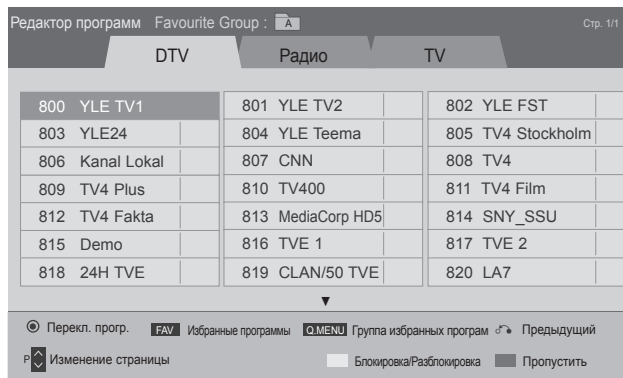 Редактор программ Favourite Group : A Стр. 1/1
DTV Радио TV
800 YLE TV1 801 YLE TV2 802 YLE FST
803 YLE24 804 YLE Teema 805 TV4 Stockholm
806 Kanal Lokal 807 CNN 808 TV4
809 TV4 Plus 810 TV400 811 TV4 Film
812 TV4 Fakta 813 MediaCorp HD5 814 SNY_SSU
815 Demo 816 TVE 1 817 TVE 2
818 24H TVE 819 CLAN/50 TVE 820 LA7
Перекл. прогр. FAV Избранные программы Q.MENU Группа избранных програм Предыдущий
P Изменение страницы Блокировка/Разблокировка Пропустить